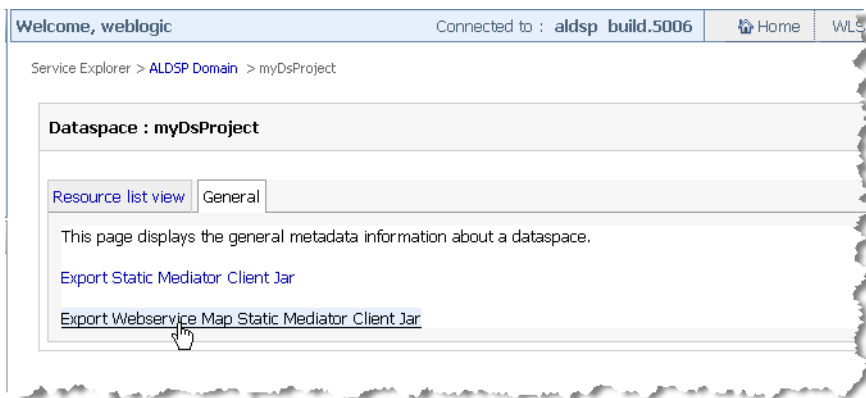 Welcome, weblogic Connected to : aldsp build.5006 Home WLS
Service Explorer > ALDSP Domain > myDsProject
Dataspace : myDsProject
Resource list view General
This page displays the general metadata information about a dataspace.
Export Static Mediator Client Jar
Export Webservice Map Static Mediator Client Jar